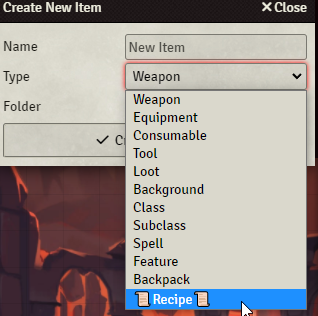 Create New Item ✕Close
Name New Item
Type Weapon
Folder
Weapon
Equipment
Consumable
Tool
Loot
Background
Class
Subclass
Spell
Feature
Backpack
📜Recipe📜